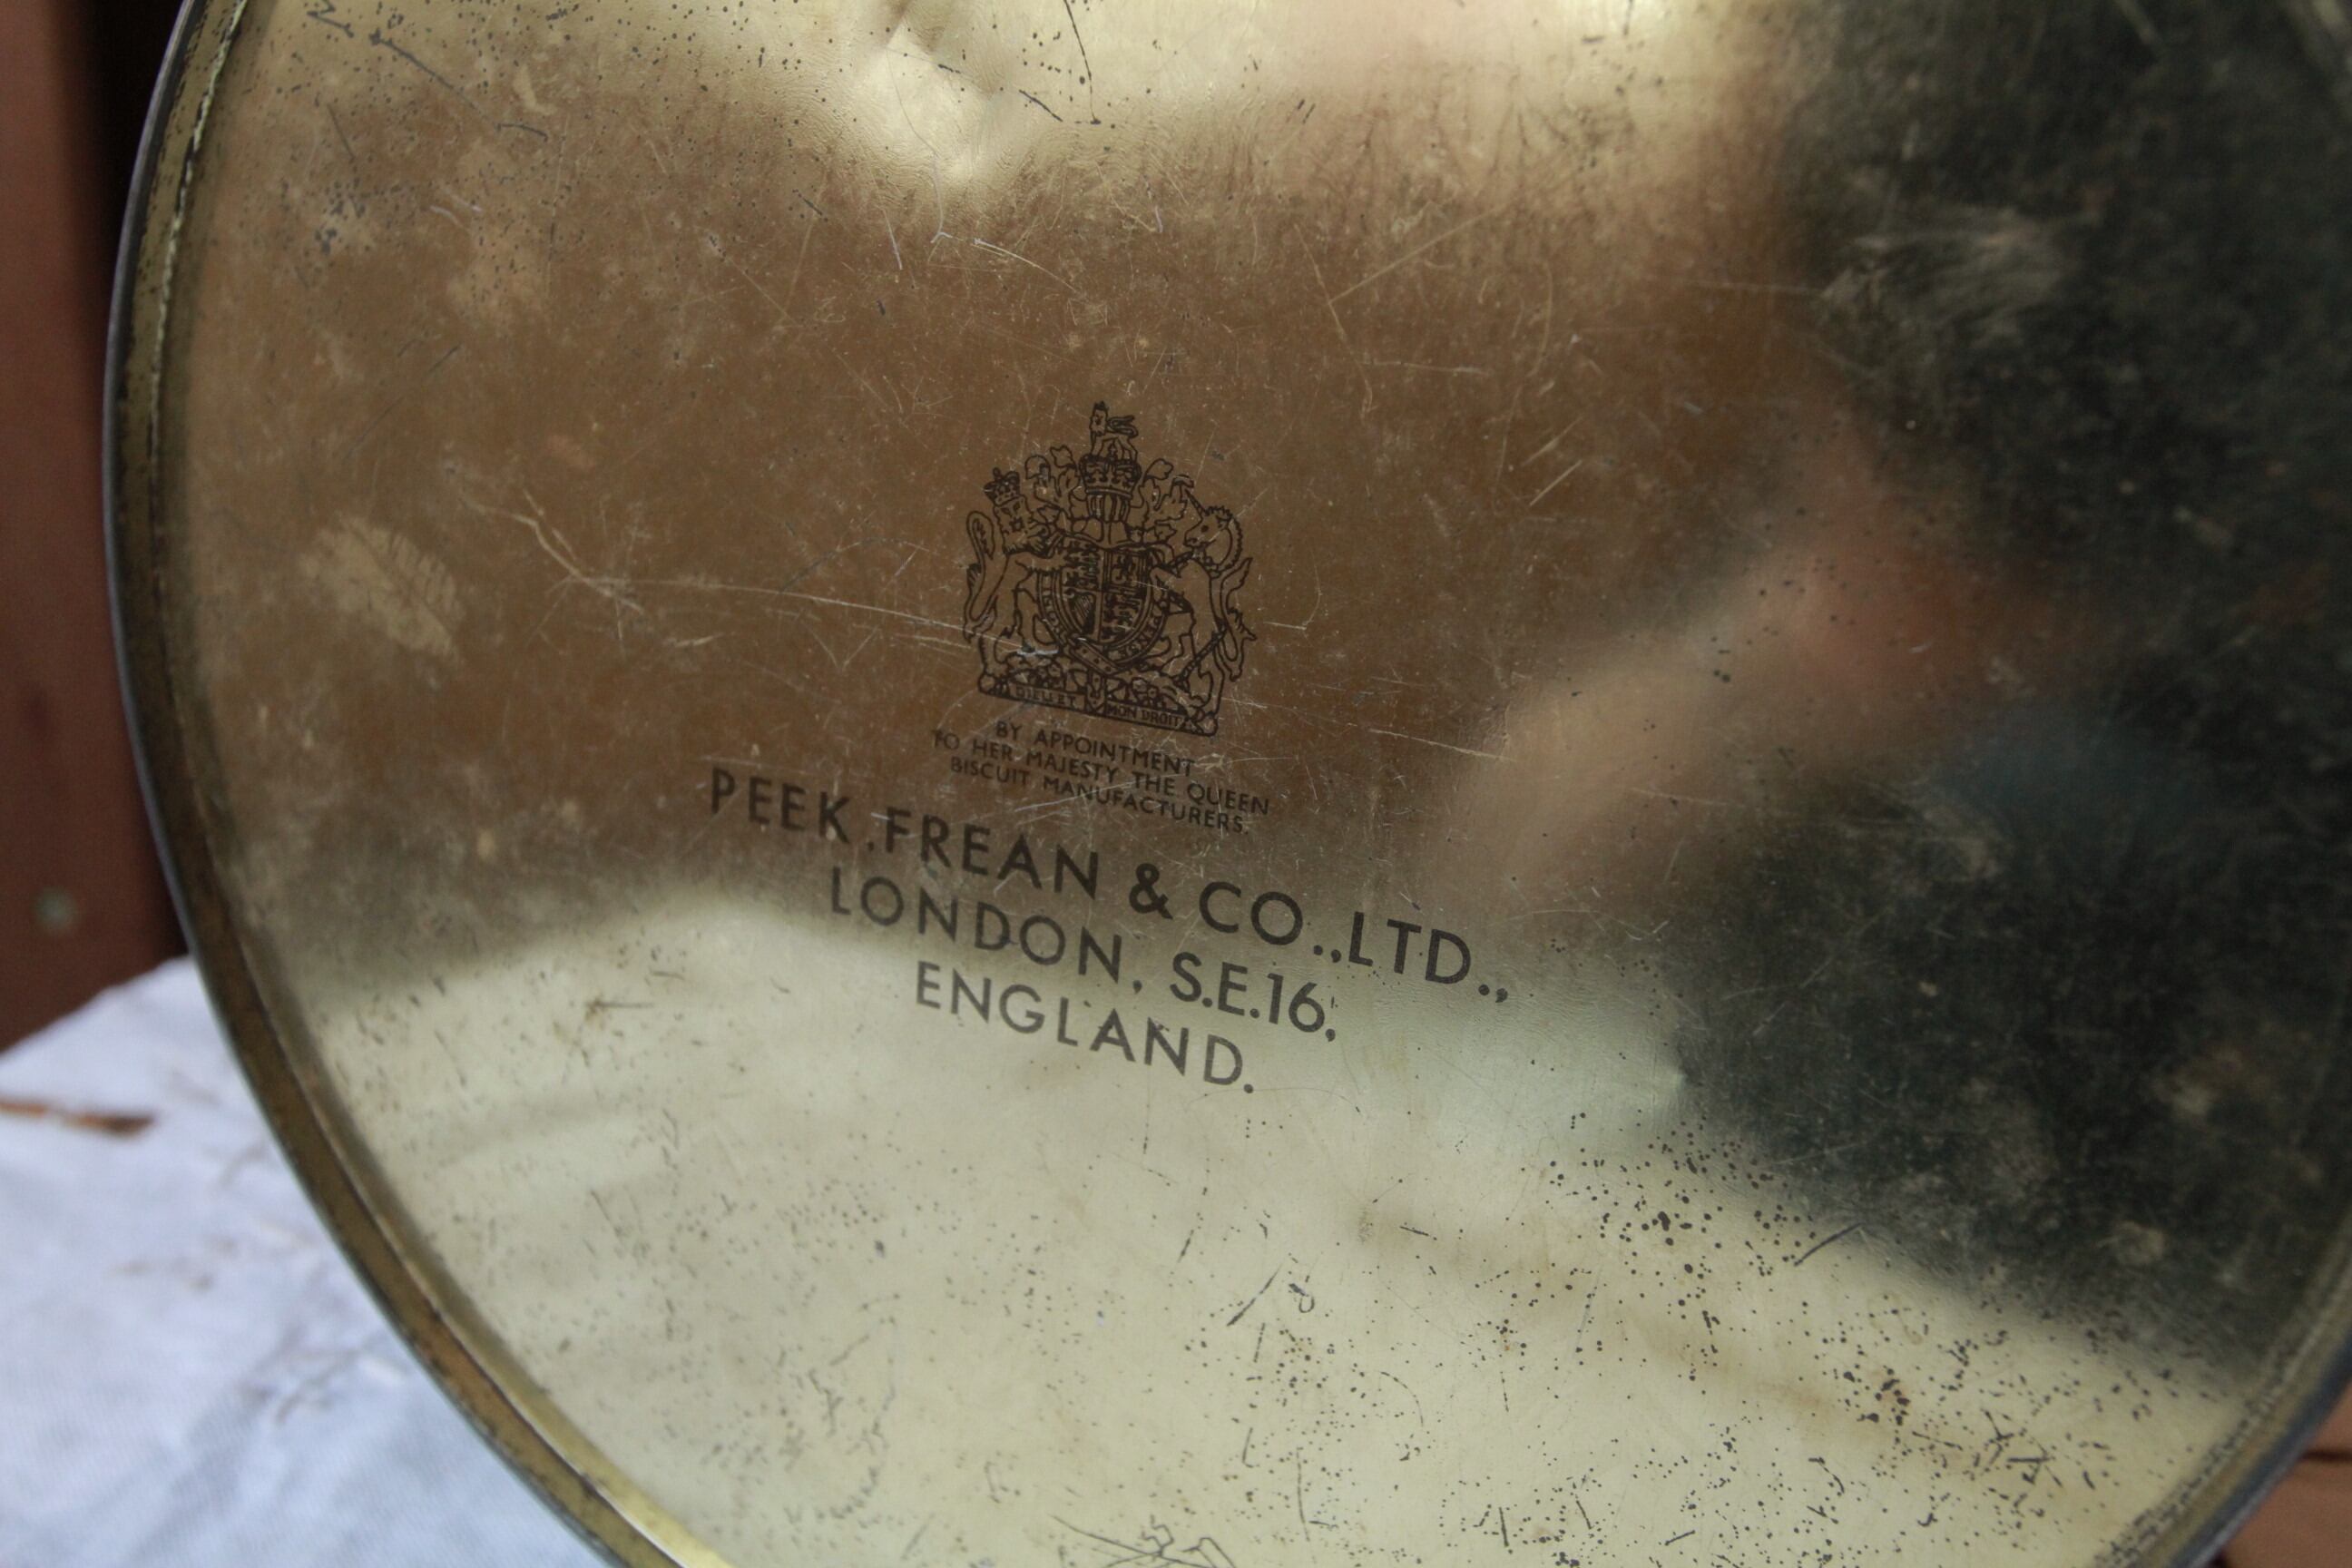 DIEU ET MON DROIT
BY APPOINTMENT
TO HER MAJESTY THE QUEEN
BISCUIT MANUFACTURERS.
PEEK, FREAN & CO., LTD.,
LONDON, S.E.16,
ENGLAND.